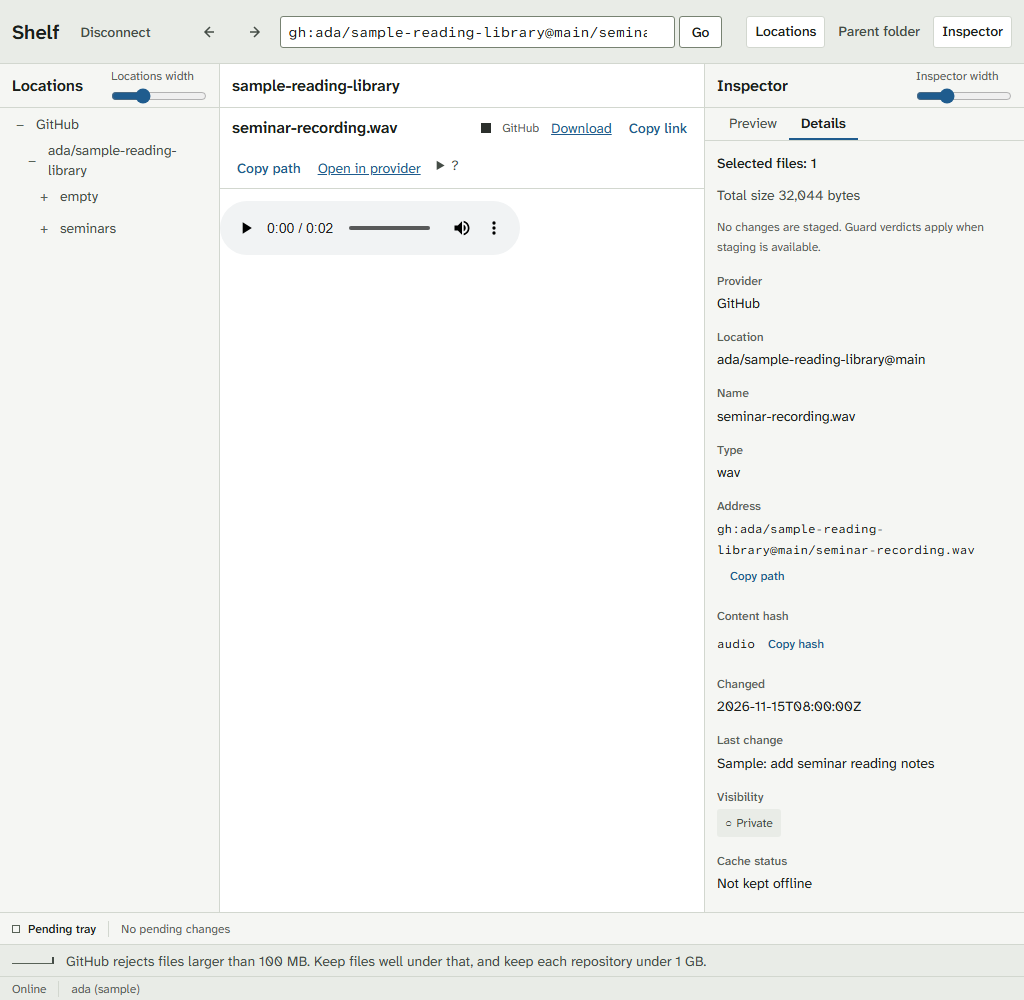 Shelf
Disconnect
gh:ada/sample-reading-library@main/semina
Go
Locations
Parent folder
Inspector
Locations
Locations width
− GitHub
− ada/sample-reading-
library
+ empty
+ seminars
sample-reading-library
seminar-recording.wav
GitHub
Download
Copy link
Copy path
Open in provider
?
0:00 / 0:02
Inspector
Inspector width
Preview
Details
Selected files: 1
Total size 32,044 bytes
No changes are staged. Guard verdicts apply when
staging is available.
Provider
GitHub
Location
ada/sample-reading-library@main
Name
seminar-recording.wav
Type
wav
Address
gh:ada/sample-reading-
library@main/seminar-recording.wav
Copy path
Content hash
audio Copy hash
Changed
2026-11-15T08:00:00Z
Last change
Sample: add seminar reading notes
Visibility
○ Private
Cache status
Not kept offline
Pending tray
No pending changes
GitHub rejects files larger than 100 MB. Keep files well under that, and keep each repository under 1 GB.
Online
ada (sample)